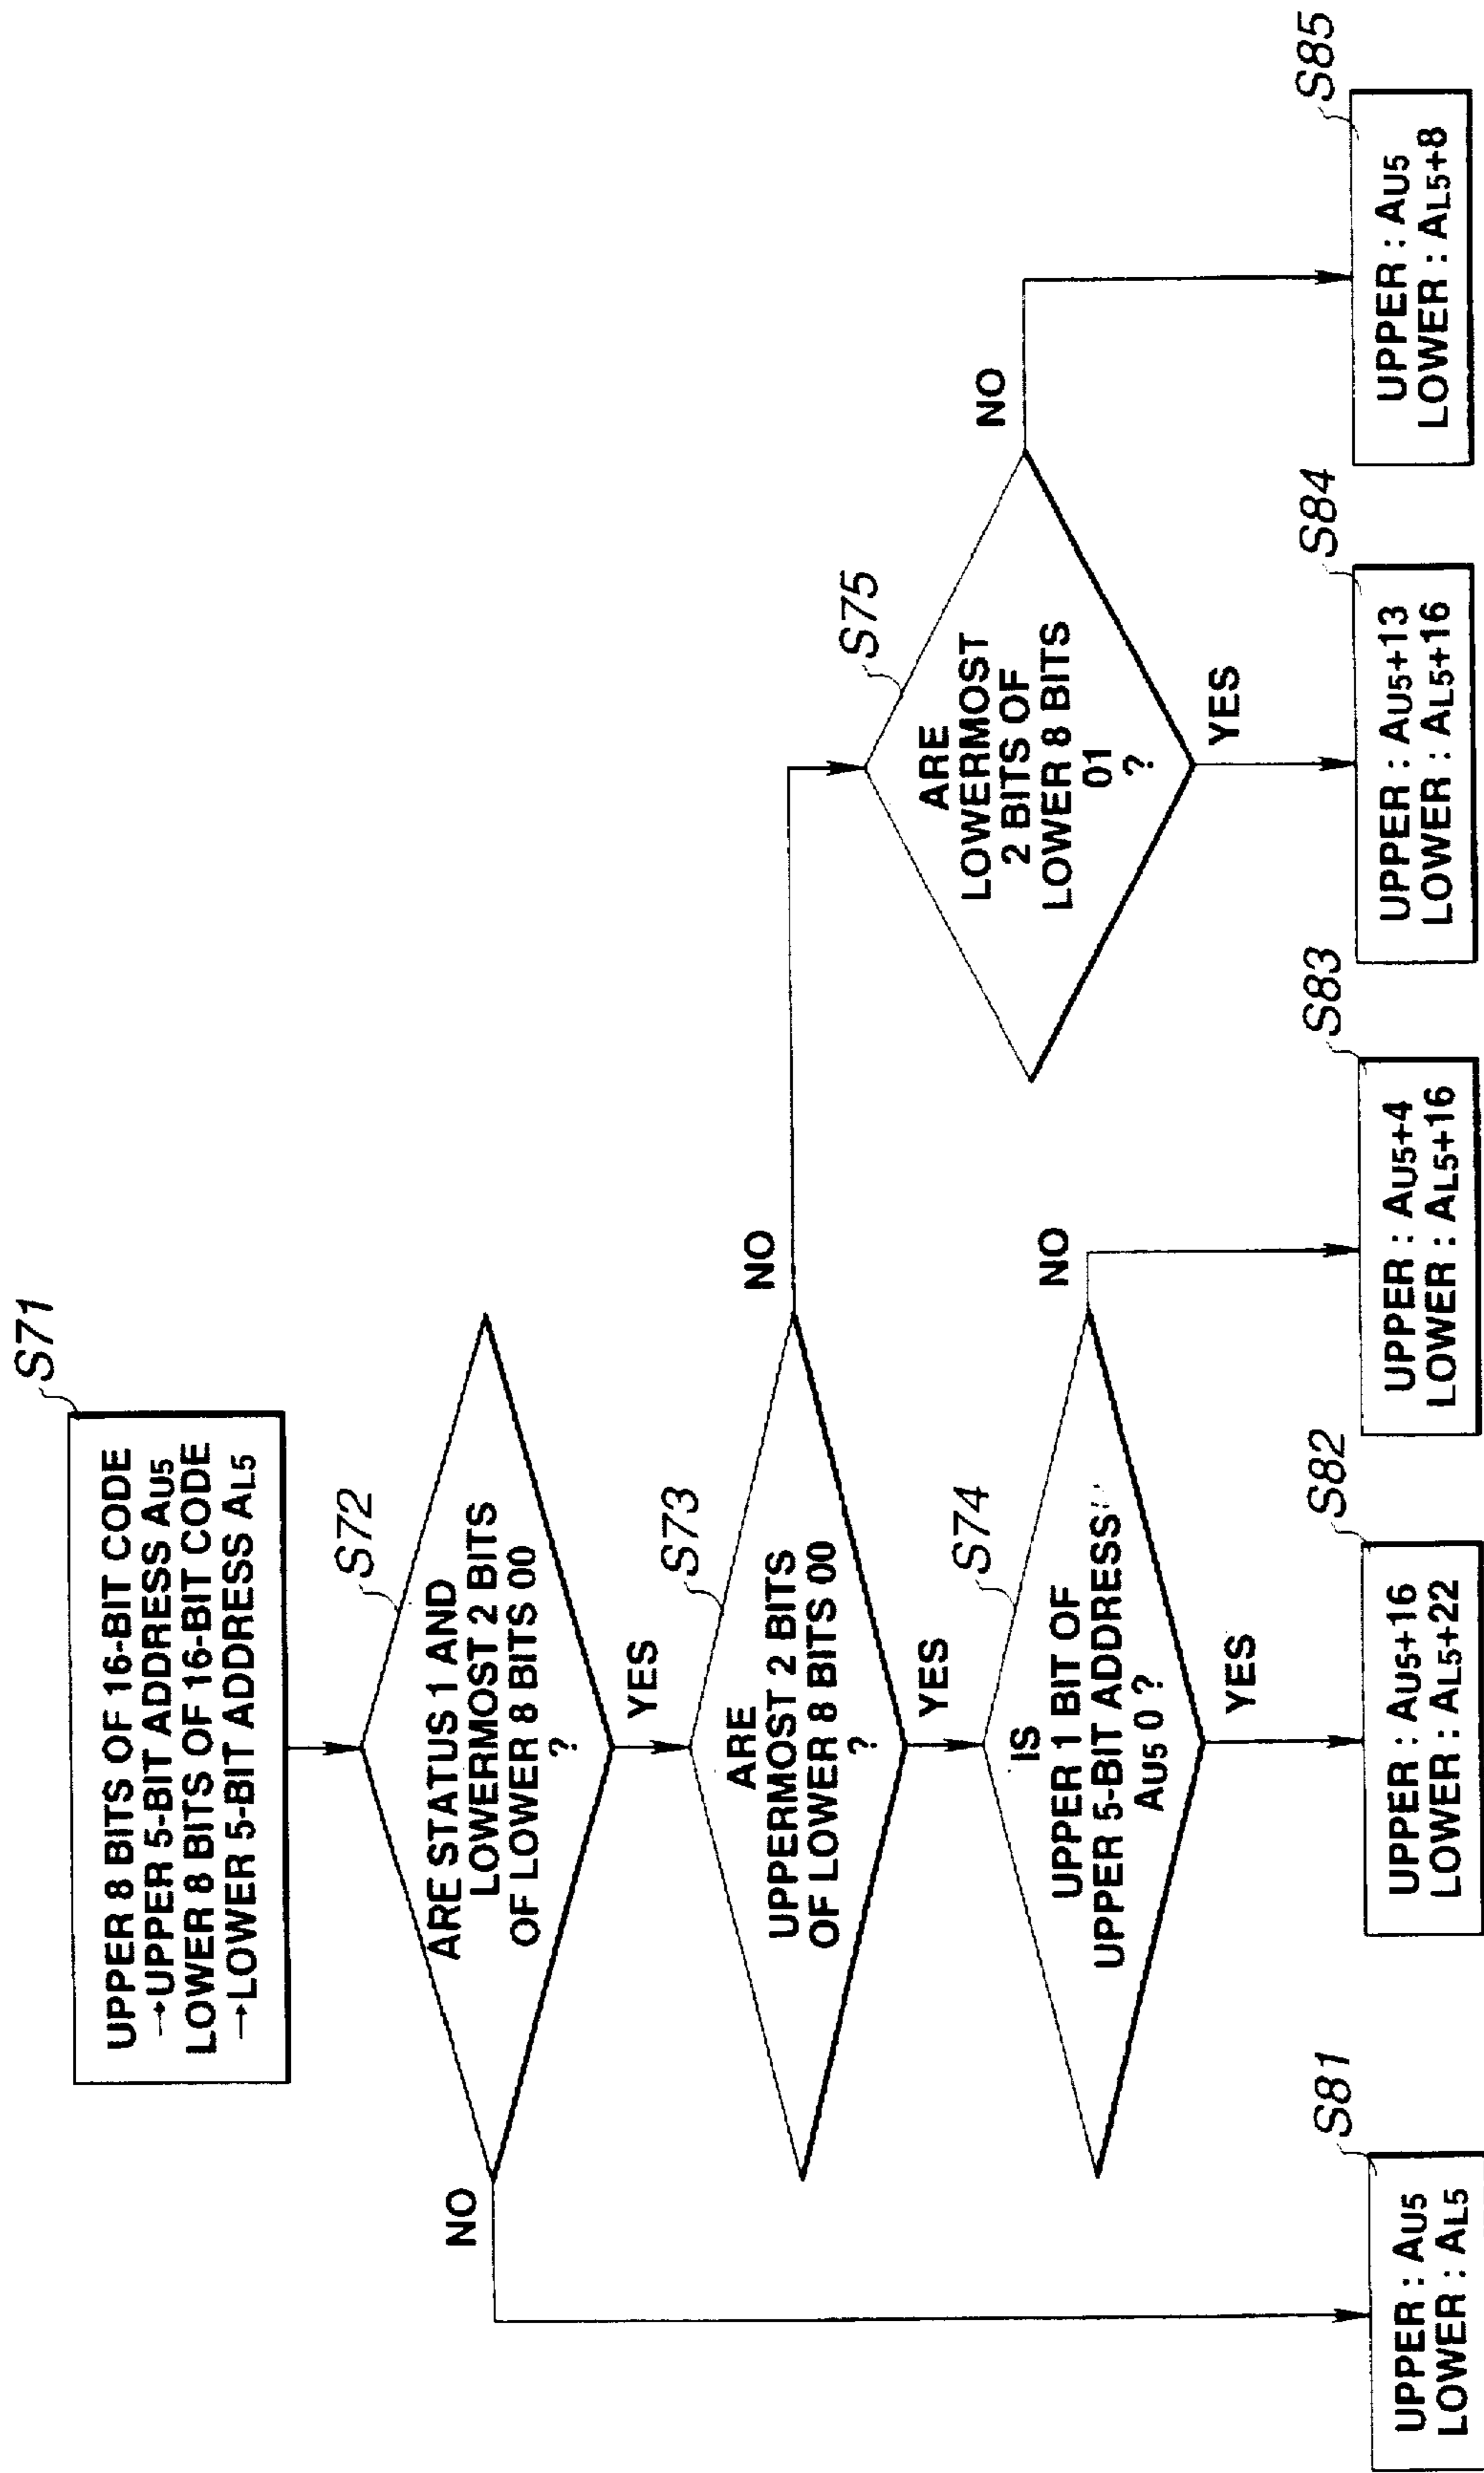 S71
UPPER 8 BITS OF 16-BIT CODE
→UPPER 5-BIT ADDRESS AU5
LOWER 8 BITS OF 16-BIT CODE
→LOWER 5-BIT ADDRESS AL5
S72
ARE STATUS 1 AND
LOWERMOST 2 BITS
OF LOWER 8 BITS 00
?
NO
YES
S73
ARE
UPPERMOST 2 BITS
OF LOWER 8 BITS 00
?
NO
YES
S74
IS
UPPER 1 BIT OF
UPPER 5-BIT ADDRESS
AU5 0 ?
NO
YES
S75
ARE
LOWERMOST
2 BITS OF
LOWER 8 BITS
01
?
NO
YES
S81
UPPER : AU5
LOWER : AL5
S82
UPPER : AU5+16
LOWER : AL5+22
S83
UPPER : AU5+4
LOWER : AL5+16
S84
UPPER : AU5+13
LOWER : AL5+16
S85
UPPER : AU5
LOWER : AL5+8